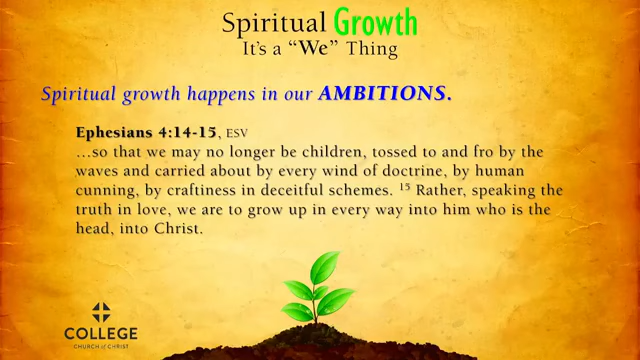 Spiritual Growth
It's a “We” Thing
Spiritual growth happens in our AMBITIONS.
Ephesians 4:14-15, ESV
…so that we may no longer be children, tossed to and fro by the
waves and carried about by every wind of doctrine, by human
cunning, by craftiness in deceitful schemes. ¹⁵ Rather, speaking the
truth in love, we are to grow up in every way into him who is the
head, into Christ.
COLLEGE
CHURCH of CHRIST